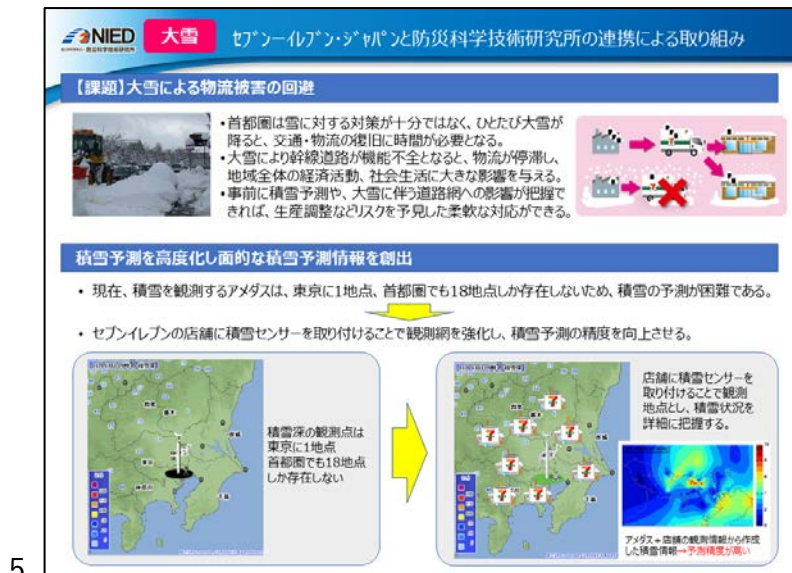 NIED 大雪 セブン−イレブン・ジャパンと防災科学技術研究所の連携による取り組み
【課題】大雪による物流被害の回避
・首都圏は雪に対する対策が十分ではなく、ひとたび大雪が
降ると、交通・物流の復旧に時間が必要となる。
・大雪により幹線道路が機能不全となると、物流が停滞し、
地域全体の経済活動、社会生活に大きな影響を与える。
・事前に積雪予測や、大雪に伴う道路網への影響が把握で
きれば、生産調整などリスクを予見した柔軟な対応ができる。
積雪予測を高度化し面的な積雪予測情報を創出
・ 現在、積雪を観測するアメダスは、東京に1地点、首都圏でも18地点しか存在しないため、積雪の予測が困難である。
・ セブンイレブンの店舗に積雪センサーを取り付けることで観測網を強化し、積雪予測の精度を向上させる。
積雪深の観測点は
東京に1地点
首都圏でも18地点
しか存在しない
店舗に積雪センサーを
取り付けることで観測
地点とし、積雪状況を
詳細に把握する。
アメダス+店舗の観測情報から作成
した積雪情報→予測精度が高い
5